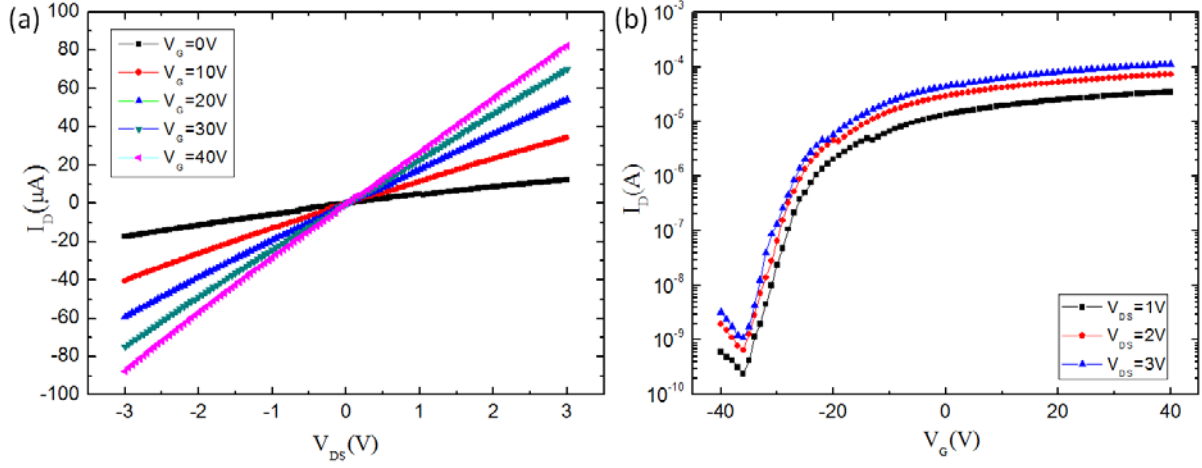 (a)
100
80
60
40
20
0
-20
-40
-60
-80
-100
I_D(μA)
V_G=0V
V_G=10V
V_G=20V
V_G=30V
V_G=40V
-3 -2 -1 0 1 2 3
V_DS(V)
(b)
10^-3
10^-4
10^-5
10^-6
10^-7
10^-8
10^-9
10^-10
I_D(A)
V_DS=1V
V_DS=2V
V_DS=3V
-40 -20 0 20 40
V_G(V)